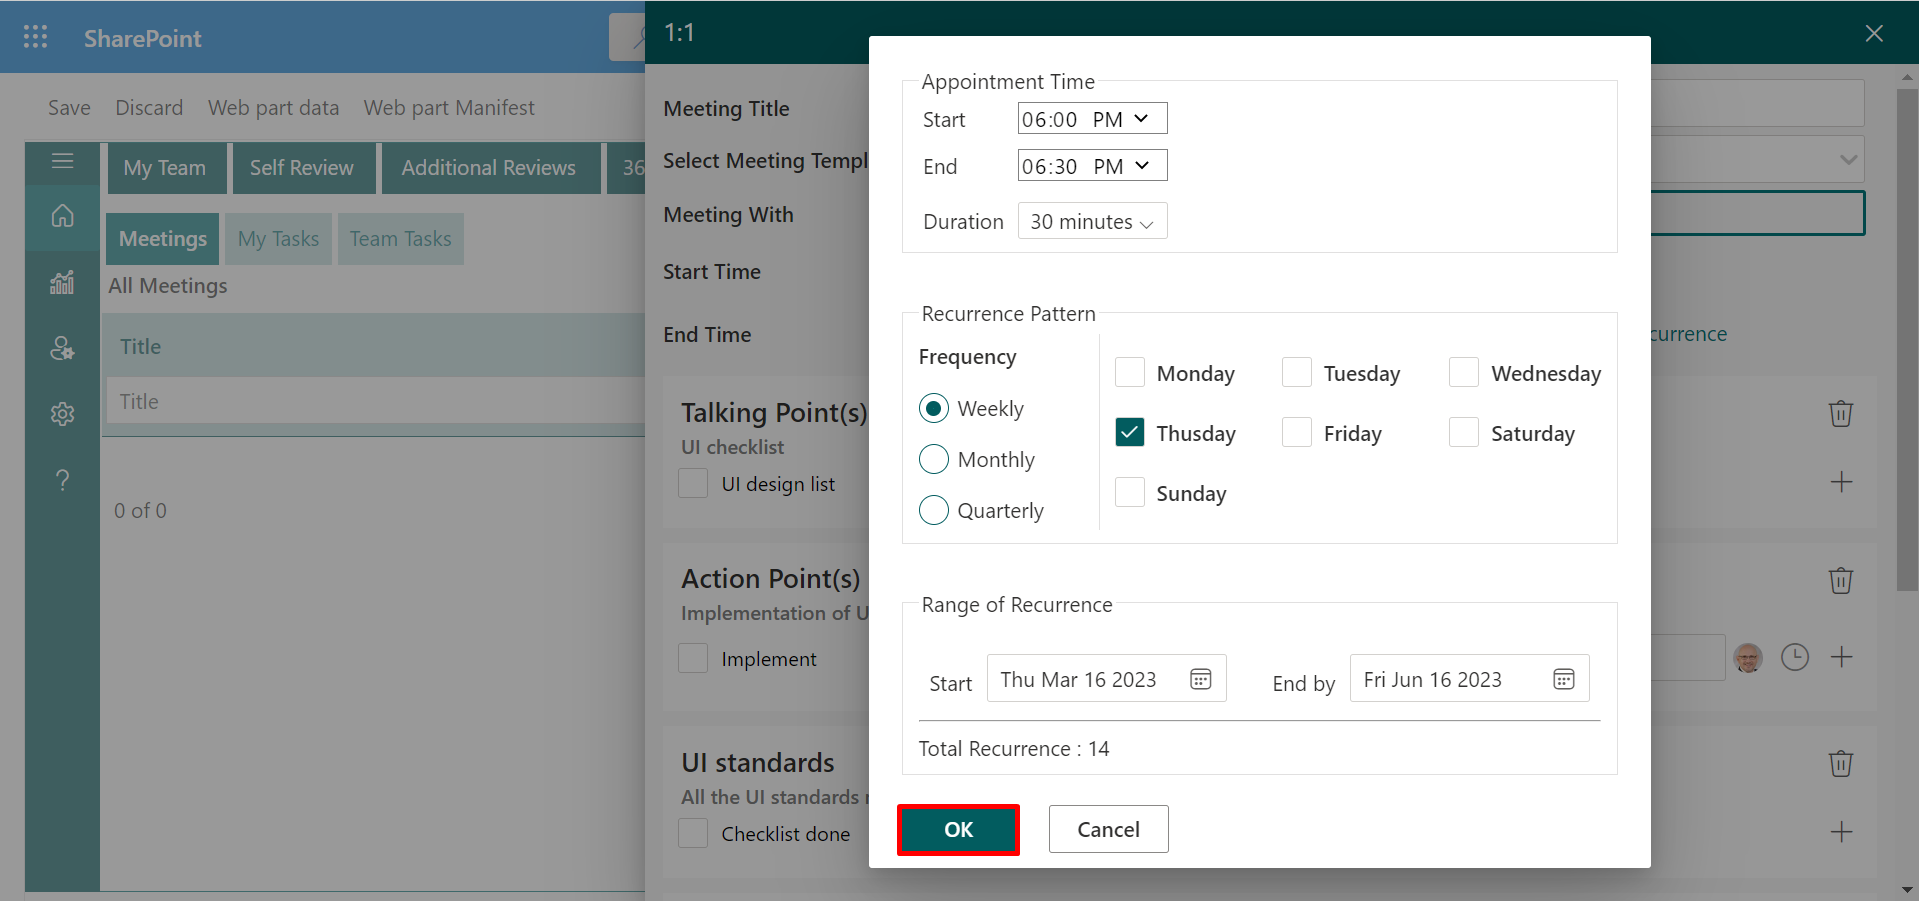 SharePoint
1:1
Save Discard Web part data Web part Manifest
My Team Self Review Additional Reviews 36
Meetings My Tasks Team Tasks
All Meetings
Title
Title
0 of 0
Meeting Title
Select Meeting Templ
Meeting With
Start Time
End Time
currence
Talking Point(s)
UI checklist
UI design list
Action Point(s)
Implementation of U
Implement
UI standards
All the UI standards
Checklist done
Appointment Time
Start 06:00 PM
End 06:30 PM
Duration 30 minutes
Recurrence Pattern
Frequency
Weekly
Monthly
Quarterly
Monday Tuesday Wednesday
Thusday Friday Saturday
Sunday
Range of Recurrence
Start Thu Mar 16 2023 End by Fri Jun 16 2023
Total Recurrence : 14
OK Cancel